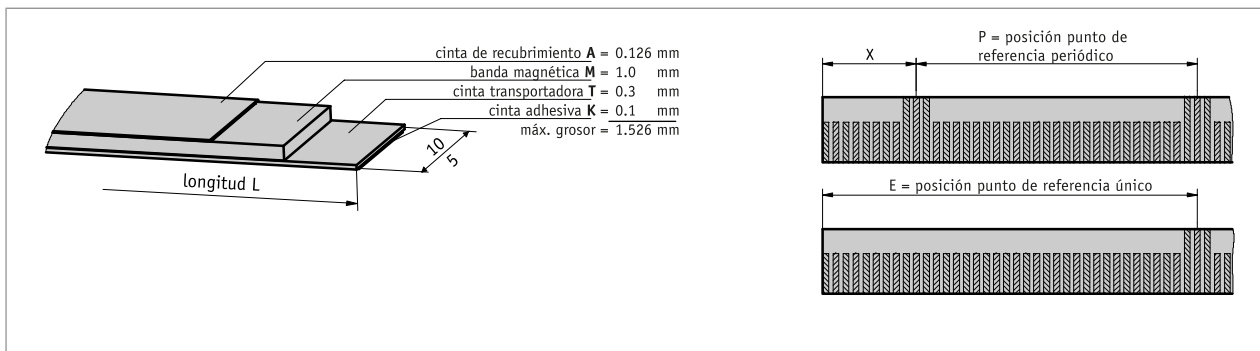 cinta de recubrimiento A = 0.126 mm
banda magnética M = 1.0 mm
cinta transportadora T = 0.3 mm
cinta adhesiva K = 0.1 mm
máx. grosor = 1.526 mm
10
5
longitud L
P = posición punto de
referencia periódico
X
E = posición punto de referencia único